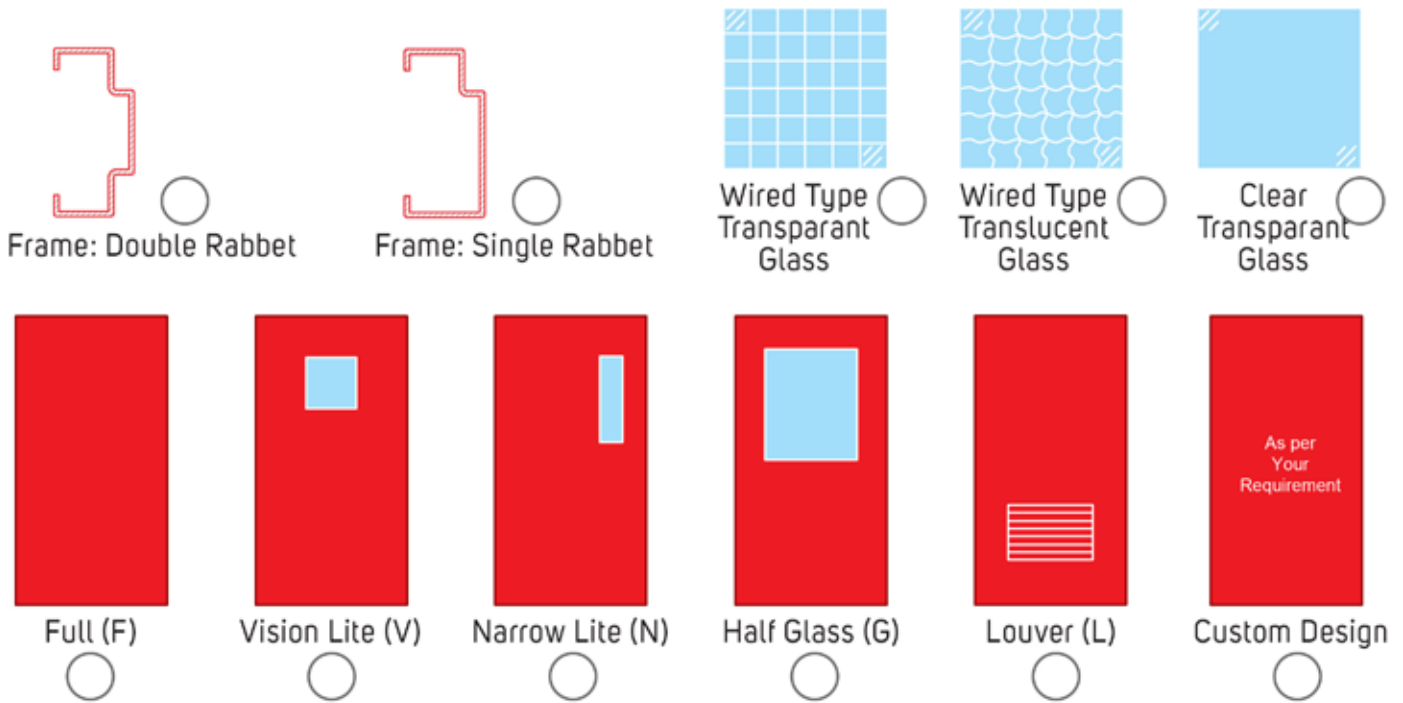 Frame: Double Rabbet
Frame: Single Rabbet
Wired Type
Transparant
Glass
Wired Type
Translucent
Glass
Clear
Transparant
Glass
As per
Your
Requirement
Full (F)
Vision Lite (V)
Narrow Lite (N)
Half Glass (G)
Louver (L)
Custom Design